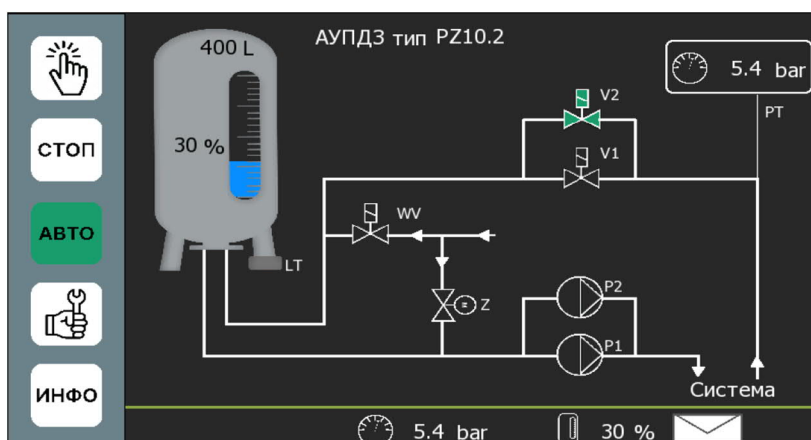 АУПДЗ тип PZ10.2
400 L
30 %
LT
СТОП
АВТО
ИНФО
V2
V1
WV
Z
P2
P1
5.4 bar
PT
Система
5.4 bar
30 %